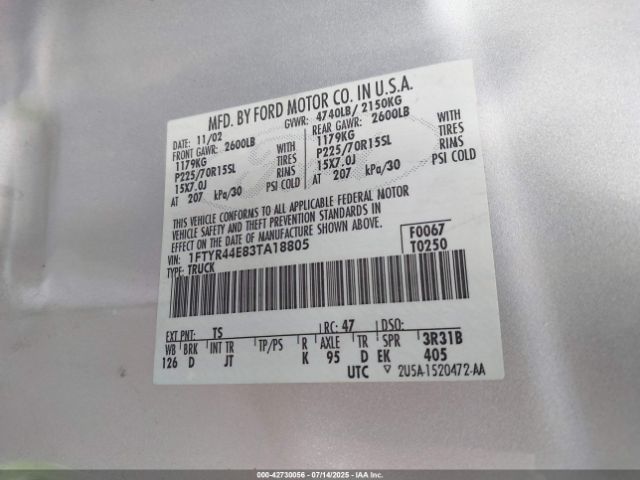 MFD. BY FORD MOTOR CO. IN U.S.A.
DATE: 11/02 GVWR: 4740LB/ 2150KG
FRONT GAWR: 2600LB REAR GAWR: 2600LB
1179KG WITH 1179KG WITH
P225/70R15SL TIRES P225/70R15SL TIRES
15X7.0J RIMS 15X7.0J RIMS
AT 207 kPa/30 PSI COLD AT 207 kPa/30 PSI COLD
THIS VEHICLE CONFORMS TO ALL APPLICABLE FEDERAL MOTOR
VEHICLE SAFETY AND THEFT PREVENTION STANDARDS IN
EFFECT ON THE DATE OF MANUFACTURE SHOWN ABOVE.
VIN: 1FTYR44E83TA18805 F0067
TYPE: TRUCK T0250
EXT PNT: TS RC: 47 DSO:
WB BRK INT TR TP/PS R AXLE TR SPR 3R31B
126 D JT K 95 D EK 405
UTC 2U5A-1520472-AA
000-42730056 - 07/14/2025 - IAA Inc.